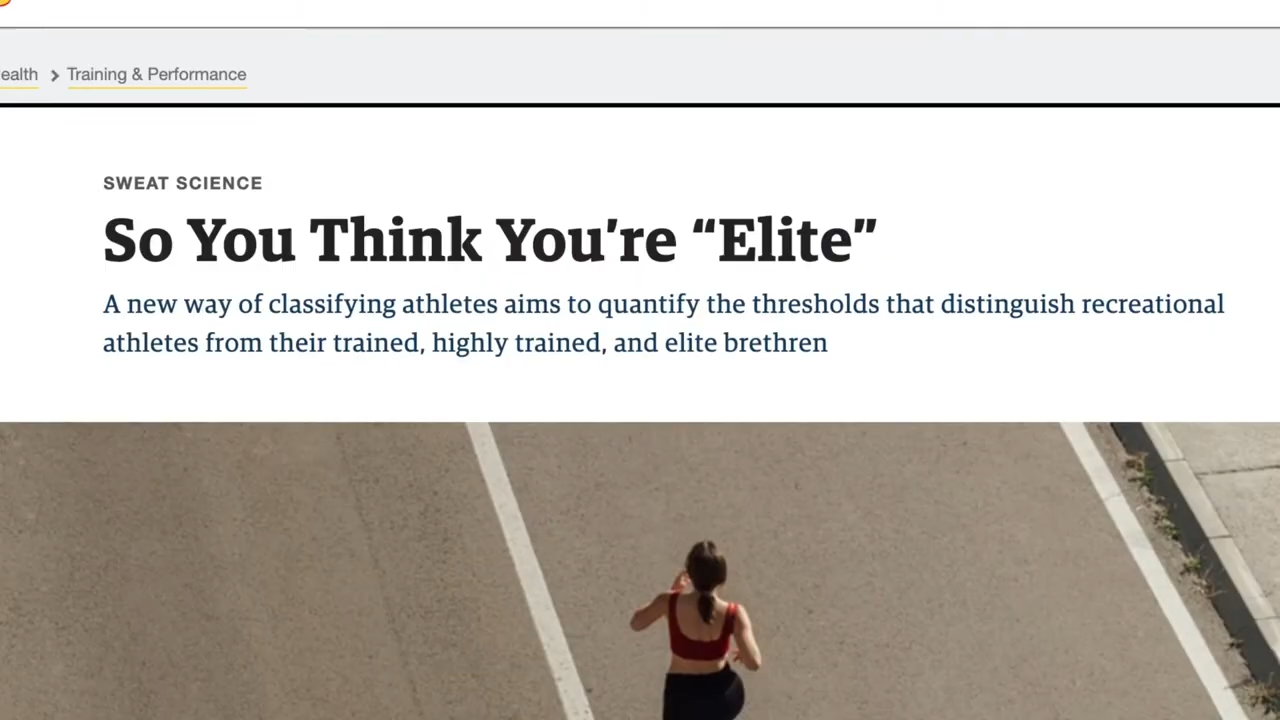 ealth > Training & Performance
SWEAT SCIENCE
So You Think You’re “Elite”
A new way of classifying athletes aims to quantify the thresholds that distinguish recreational
athletes from their trained, highly trained, and elite brethren